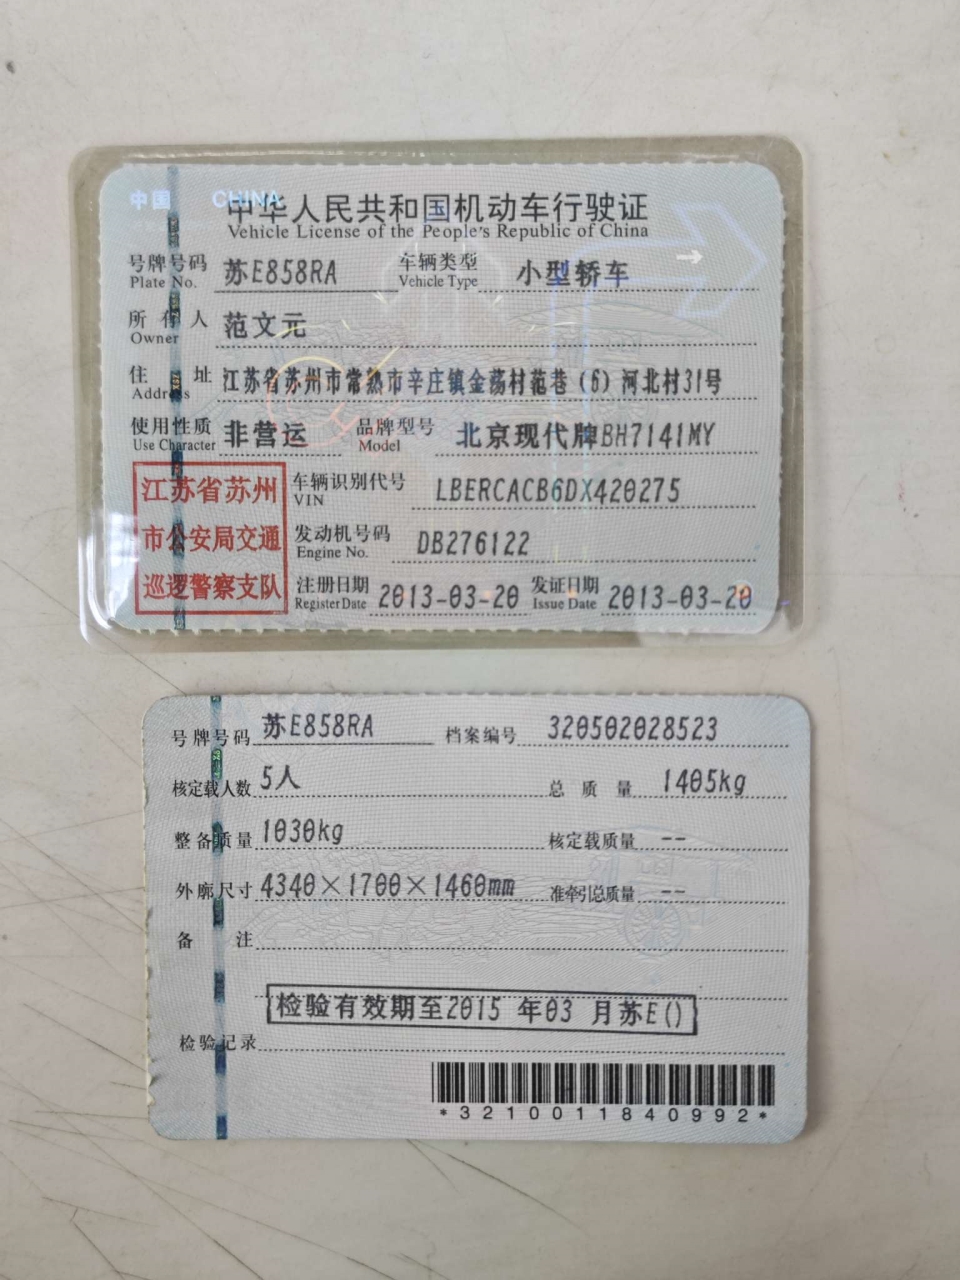 中国 CHINA
中华人民共和国机动车行驶证
Vehicle License of the People's Republic of China
号牌号码 苏E858RA 车辆类型 小型轿车
Plate No. Vehicle Type
所有人 范文元
Owner
住址 江苏省苏州市常熟市辛庄镇金荡村范巷(6)河北村31号
Address
使用性质 非营运 品牌型号 北京现代牌BH7141MY
Use Character Model
江苏省苏州
市公安局交通
巡逻警察支队
车辆识别代号 LBERCACB6DX420275
VIN
发动机号码 DB276122
Engine No.
注册日期 2013-03-20 发证日期 2013-03-20
Register Date Issue Date
号牌号码 苏E858RA 档案编号 320502028523
核定载人数 5人 总质量 1405kg
整备质量 1030kg 核定载质量 --
外廓尺寸 4340×1700×1460mm 准牵引总质量 --
备注
检验有效期至2015 年03 月苏E()
检验记录
*3210011840992*